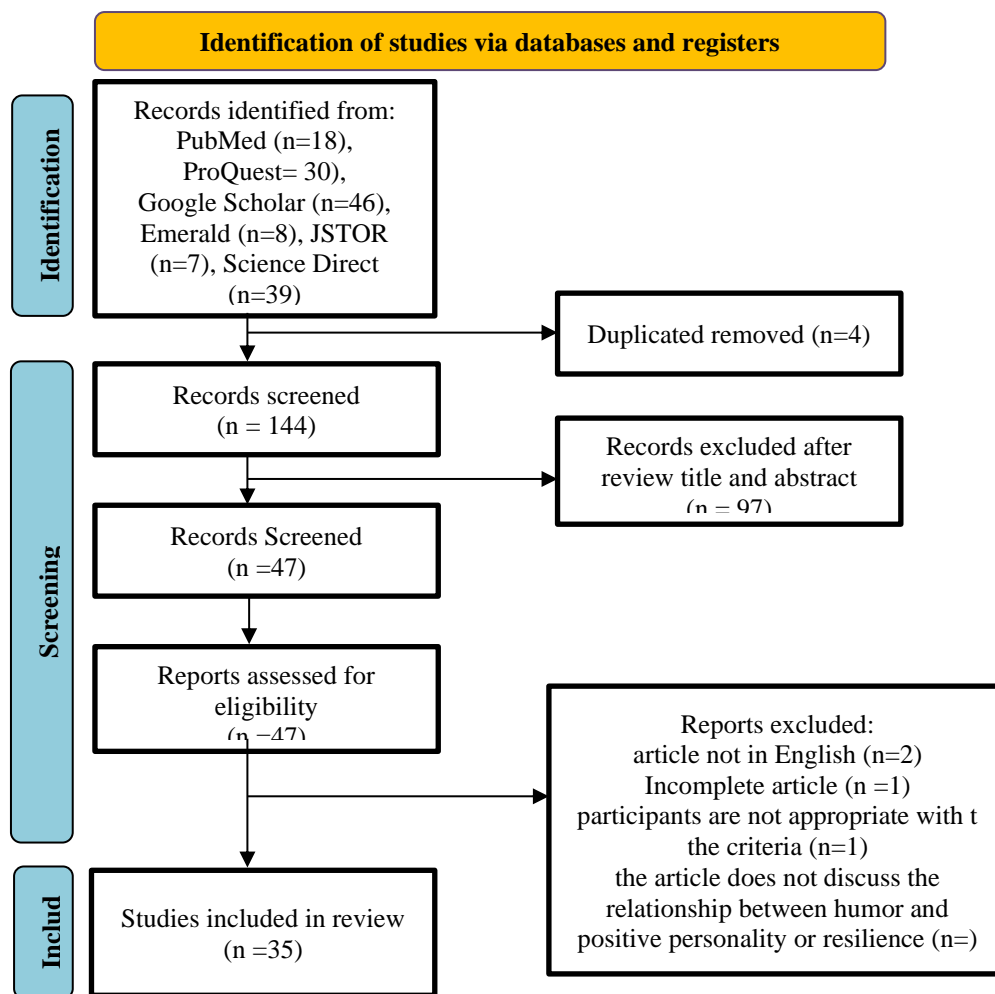 Identification of studies via databases and registers
Identification
Records identified from:
PubMed (n=18),
ProQuest= 30),
Google Scholar (n=46),
Emerald (n=8), JSTOR
(n=7), Science Direct
(n=39)
Duplicated removed (n=4)
Screening
Records screened
(n = 144)
Records excluded after
review title and abstract
(n = 97)
Records Screened
(n =47)
Reports assessed for
eligibility
(n =47)
Reports excluded:
article not in English (n=2)
Incomplete article (n =1)
participants are not appropriate with t
the criteria (n=1)
the article does not discuss the
relationship between humor and
positive personality or resilience (n=)
Includ
Studies included in review
(n =35)